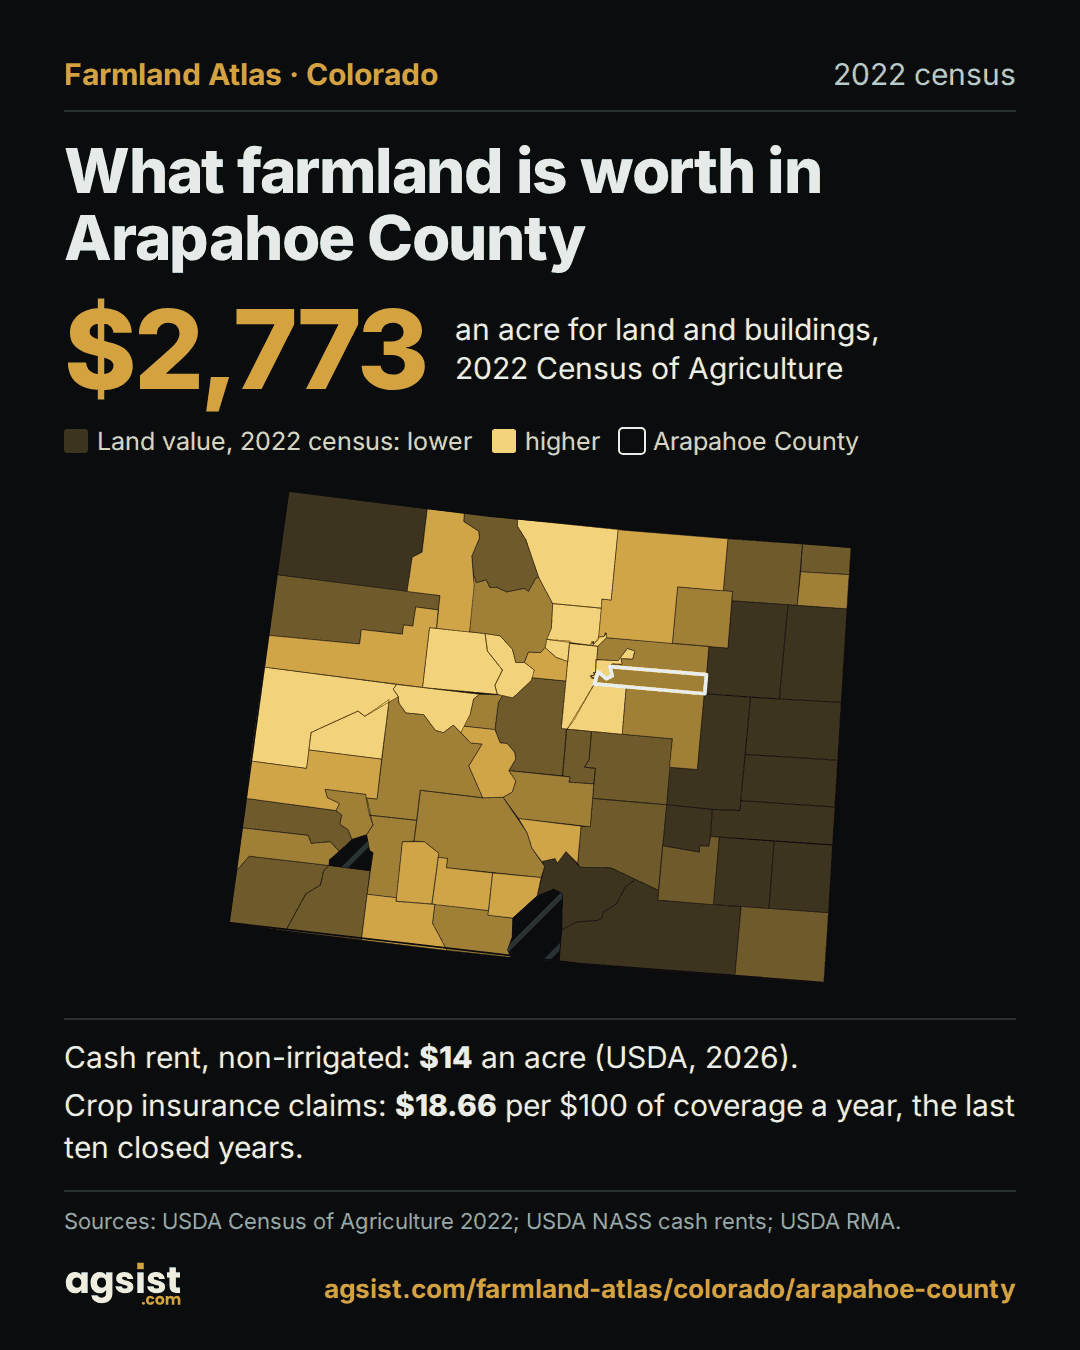 Farmland Atlas · Colorado
2022 census
What farmland is worth in
Arapahoe County
$2,773
an acre for land and buildings,
2022 Census of Agriculture
Land value, 2022 census: lower
higher
Arapahoe County
Cash rent, non-irrigated: $14 an acre (USDA, 2026).
Crop insurance claims: $18.66 per $100 of coverage a year, the last
ten closed years.
Sources: USDA Census of Agriculture 2022; USDA NASS cash rents; USDA RMA.
agsist
.com
agsist.com/farmland-atlas/colorado/arapahoe-county